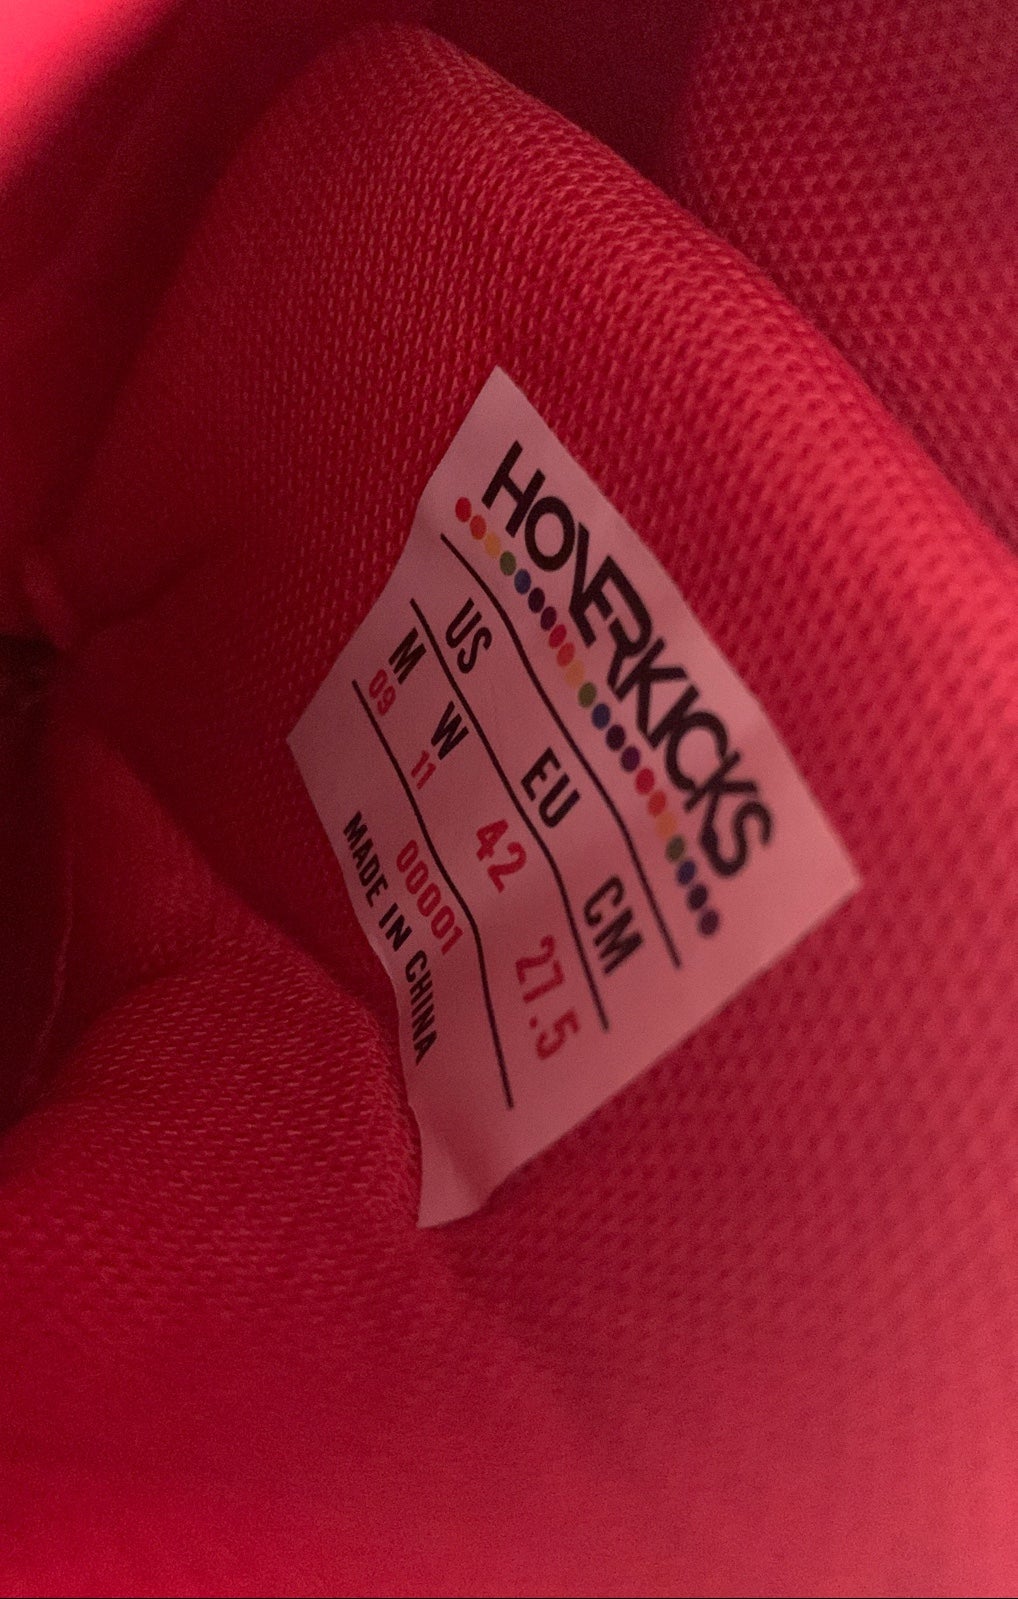 HOVERKICKS
US EU CM
M W 42 27.5
09 11
00001
MADE IN CHINA